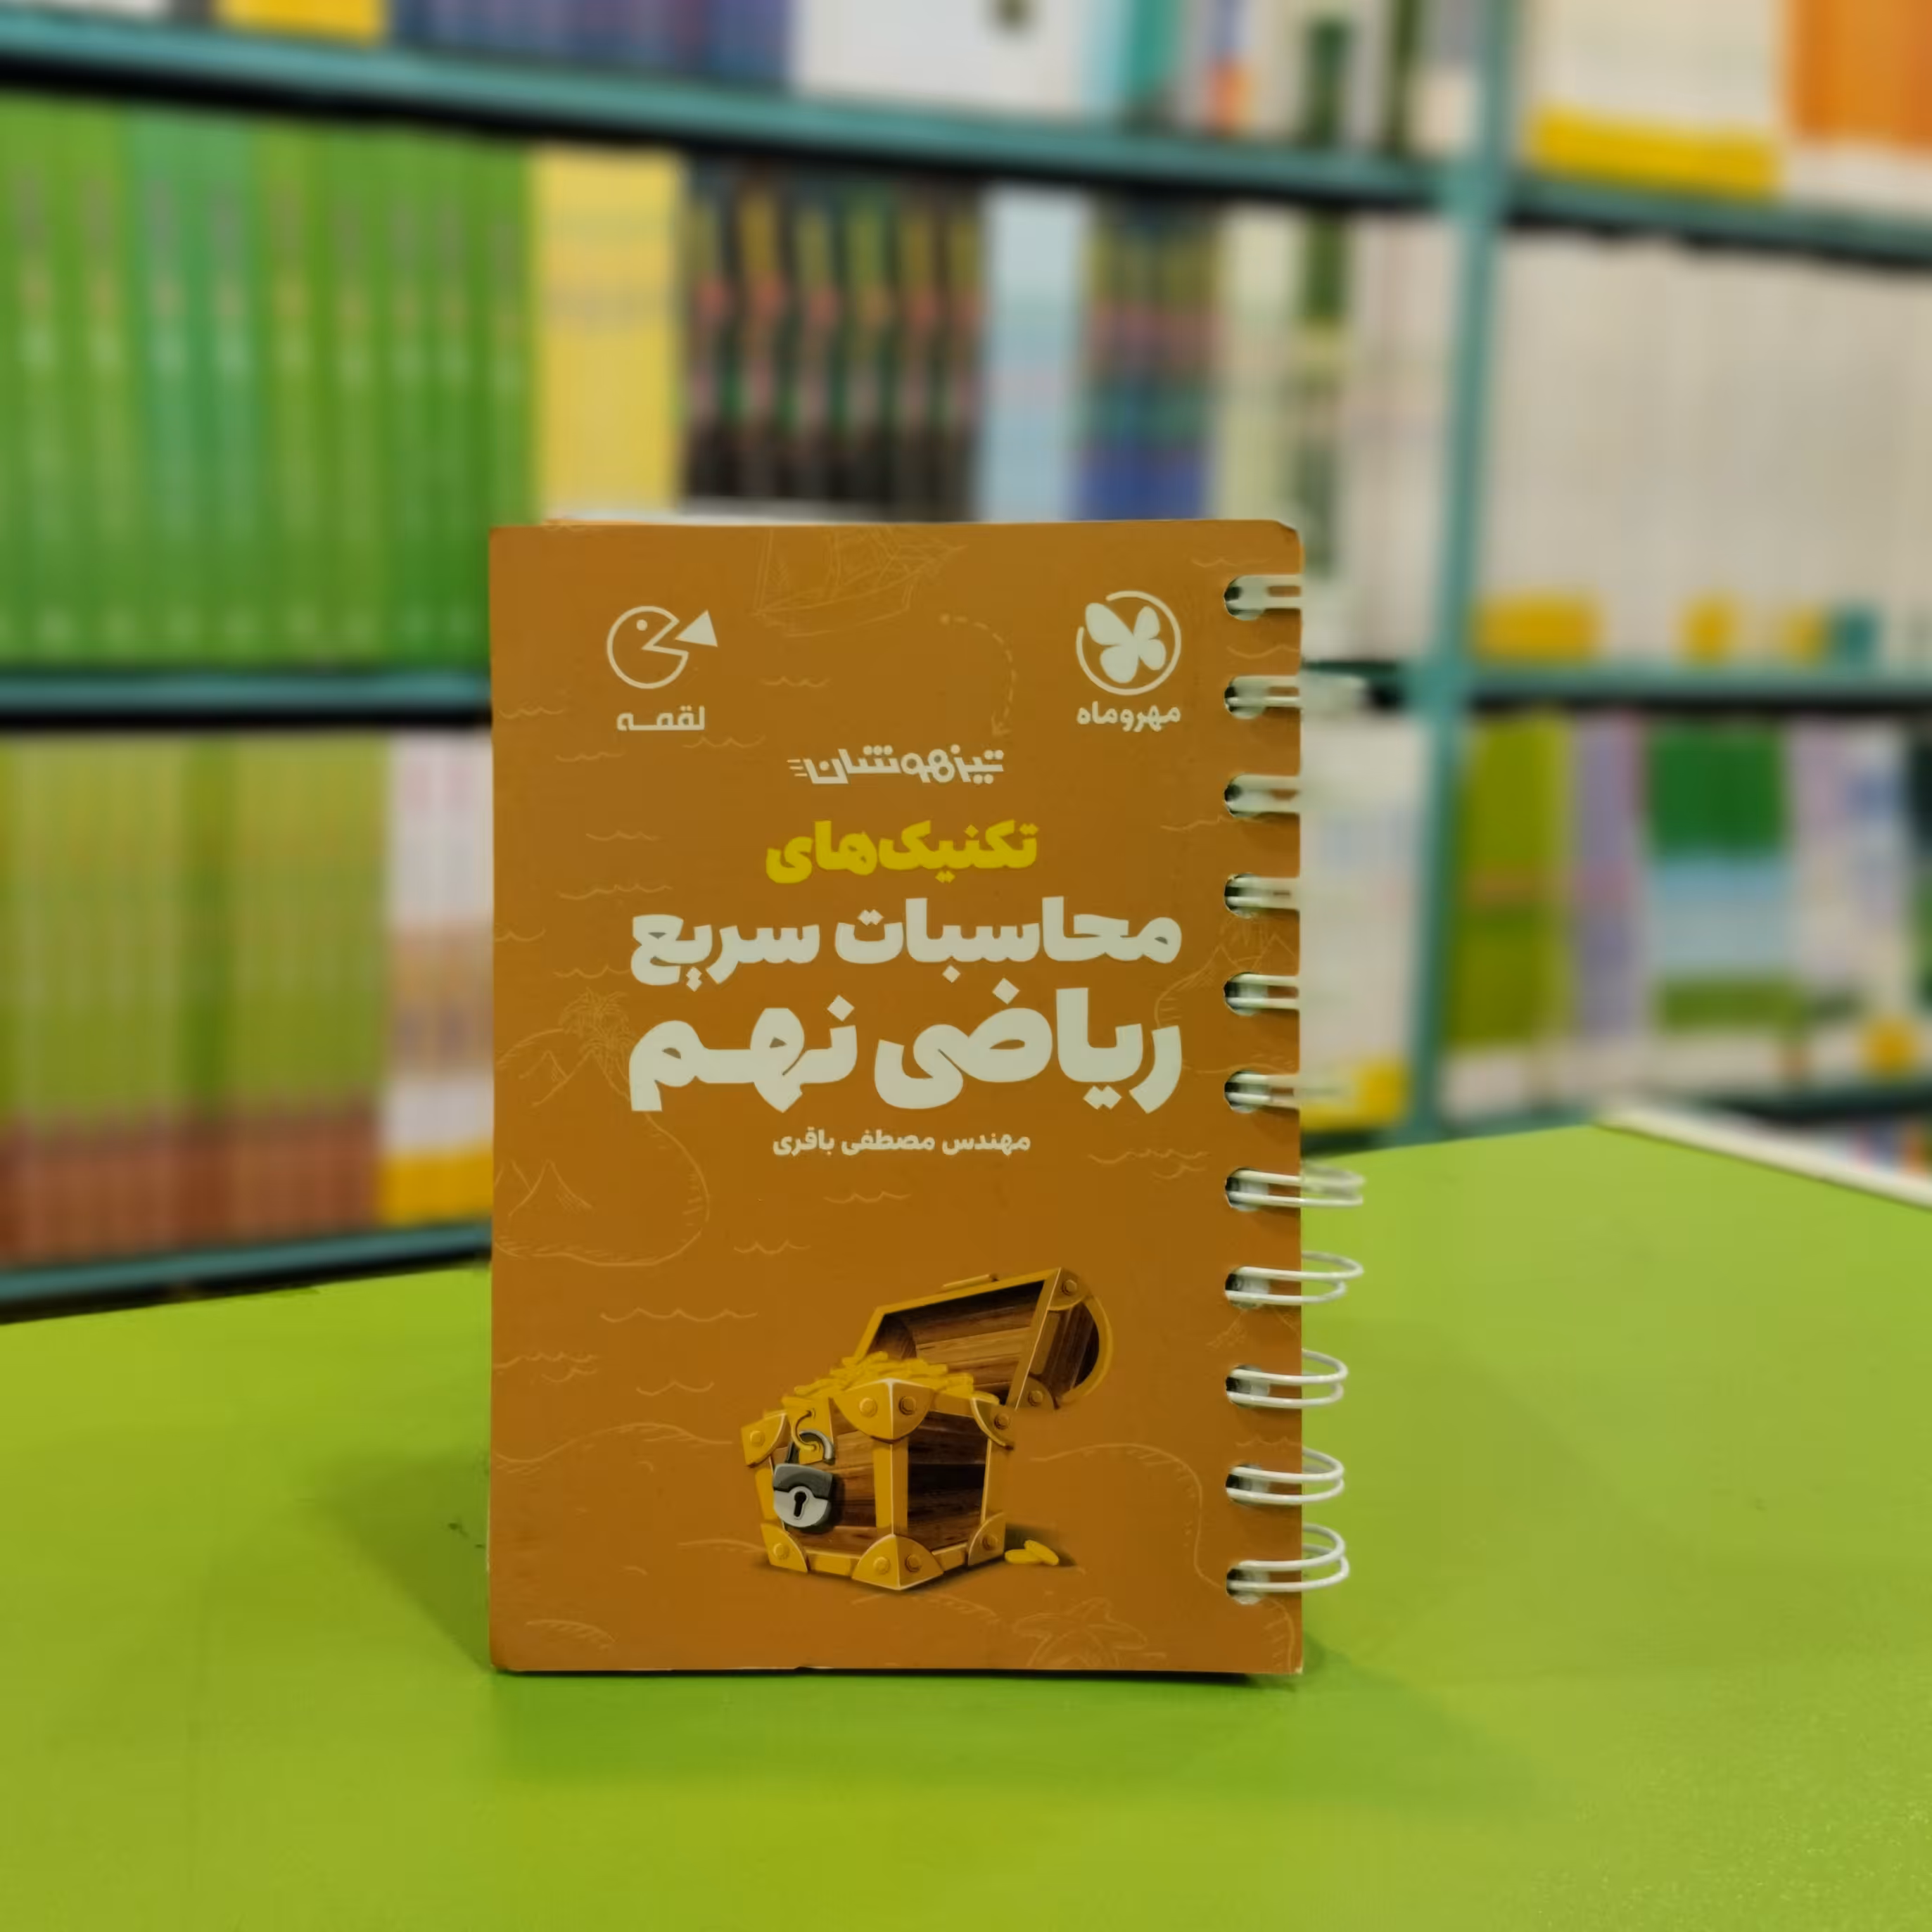 مهروماه
لقمه
تیزهوشان
تکنیک‌های
محاسبات سریع
ریاضی نهم
مهندس مصطفی باقری